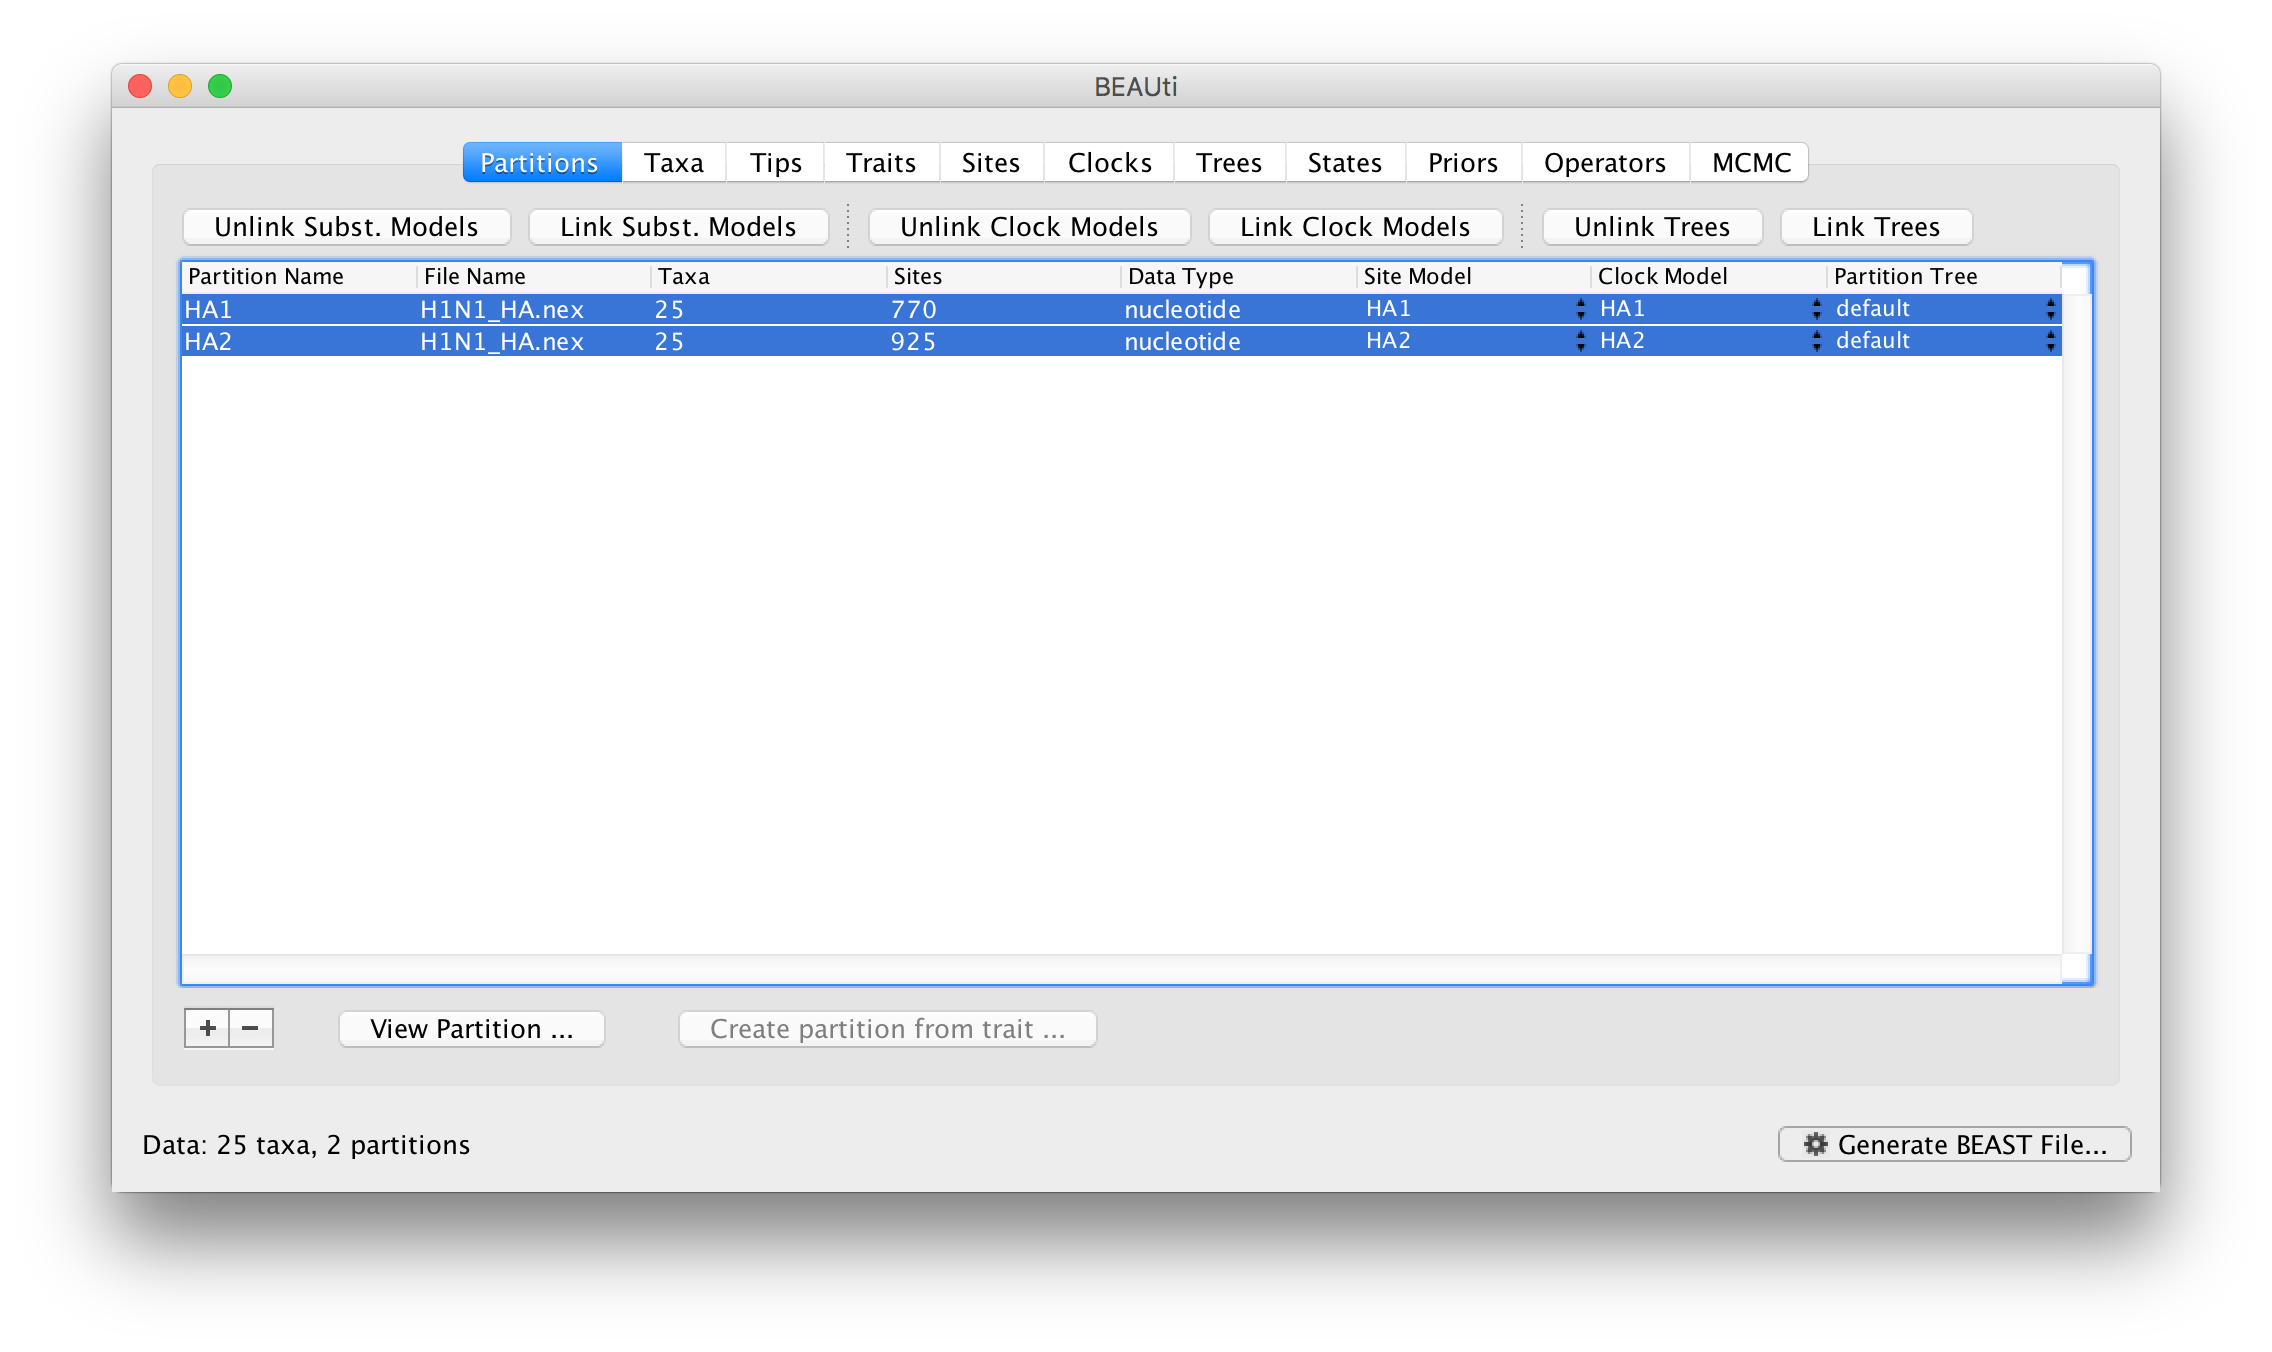 BEAUti
Partitions Taxa Tips Traits Sites Clocks Trees States Priors Operators MCMC
Unlink Subst. Models Link Subst. Models Unlink Clock Models Link Clock Models Unlink Trees Link Trees
Partition Name File Name Taxa Sites Data Type Site Model Clock Model Partition Tree
HA1 H1N1_HA.nex 25 770 nucleotide HA1 HA1 default
HA2 H1N1_HA.nex 25 925 nucleotide HA2 HA2 default
+ − View Partition ... Create partition from trait ...
Data: 25 taxa, 2 partitions Generate BEAST File...